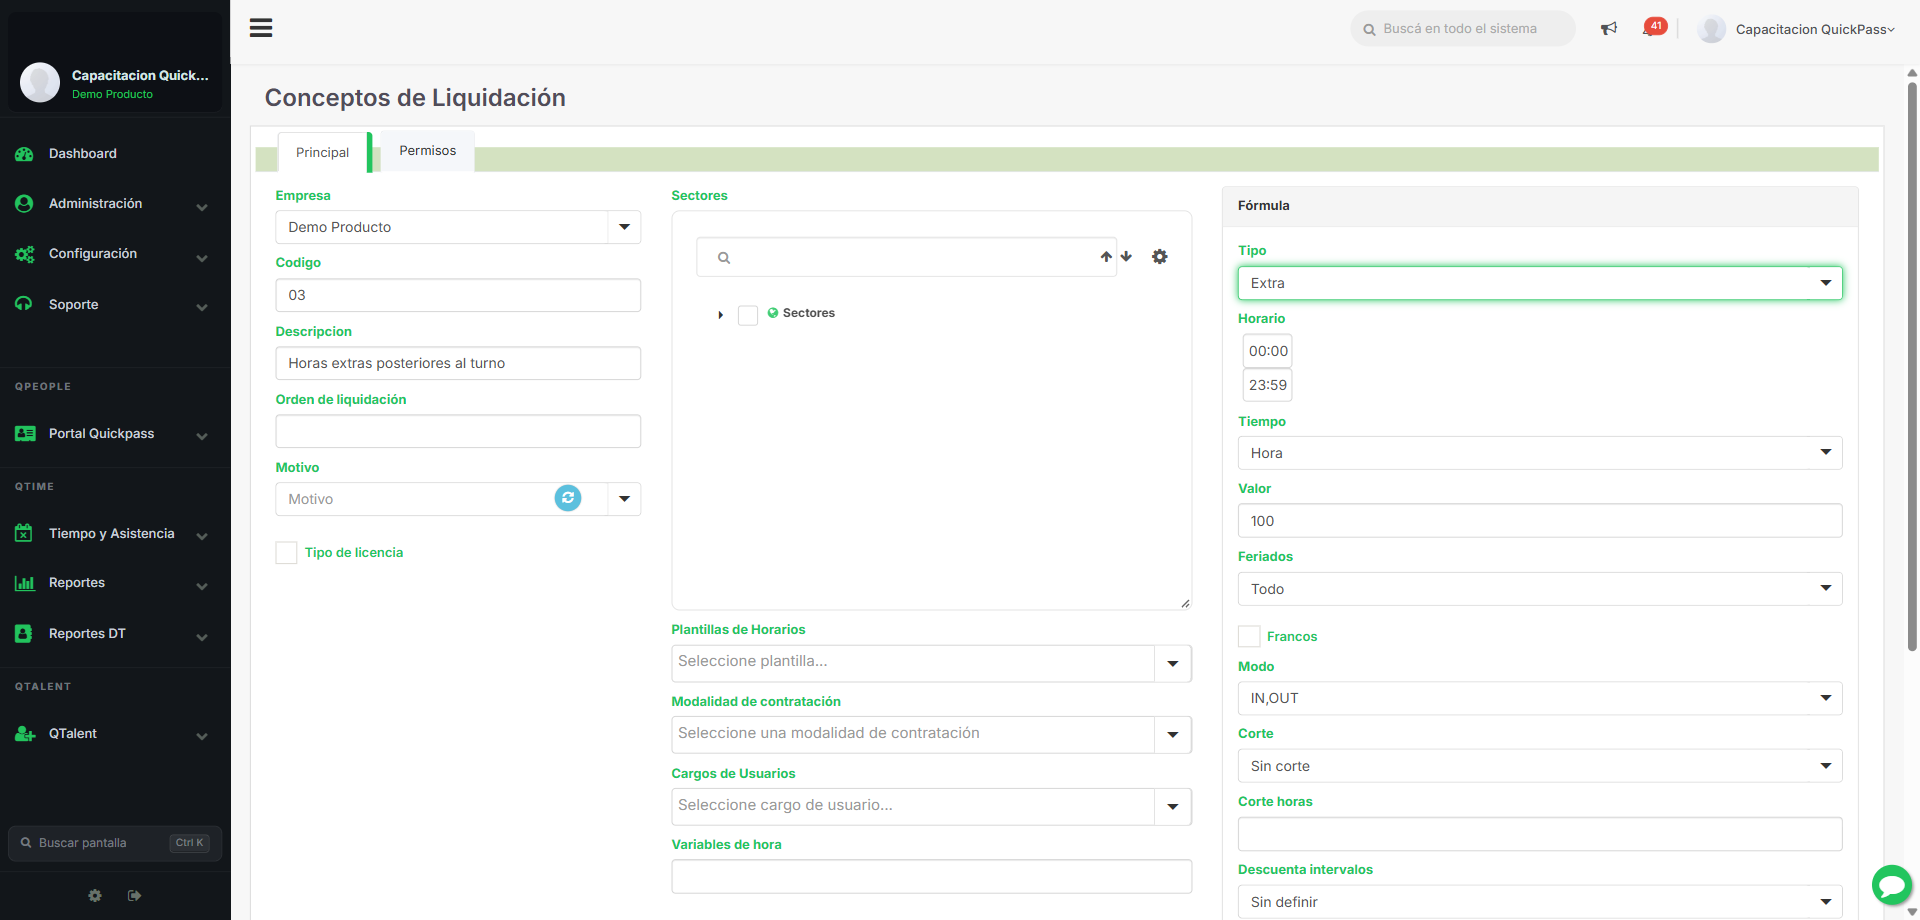 Capacitacion Quick...
Demo Producto
Dashboard
Administración
Configuración
Soporte
QPEOPLE
Portal Quickpass
QTIME
Tiempo y Asistencia
Reportes
Reportes DT
QTALENT
QTalent
Buscar pantalla
Ctrl K
Buscá en todo el sistema
41
Capacitacion QuickPass
Conceptos de Liquidación
Principal
Permisos
Empresa
Demo Producto
Codigo
03
Descripcion
Horas extras posteriores al turno
Orden de liquidación
Motivo
Motivo
Tipo de licencia
Sectores
Sectores
Plantillas de Horarios
Seleccione plantilla...
Modalidad de contratación
Seleccione una modalidad de contratación
Cargos de Usuarios
Seleccione cargo de usuario...
Variables de hora
Fórmula
Tipo
Extra
Horario
00:00
23:59
Tiempo
Hora
Valor
100
Feriados
Todo
Francos
Modo
IN,OUT
Corte
Sin corte
Corte horas
Descuenta intervalos
Sin definir